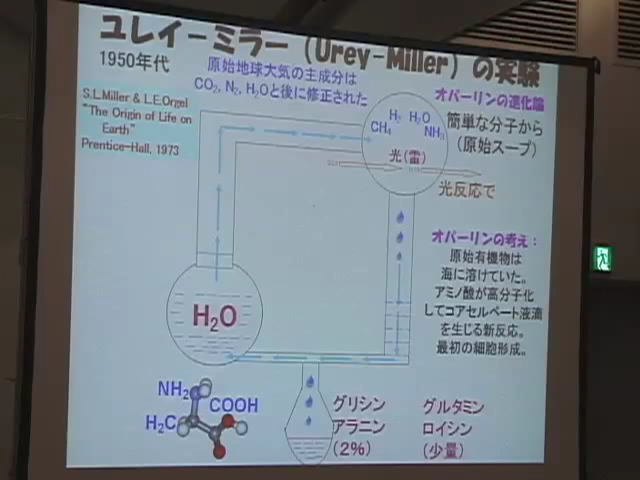 ユレイ－ミラー（Urey-Miller）の実験
1950年代
原始地球大気の主成分は
CO2, N2, H2Oと後に修正された
S.L.Miller & L.E.Orgel
"The Origin of Life on
Earth"
Prentice-Hall, 1973
オパーリンの進化論
簡単な分子から
（原始スープ）
H2 H2O
CH4 NH3
光（雷）
光反応で
オパーリンの考え：
原始有機物は
海に溶けていた。
アミノ酸が高分子化
してコアセルベート液滴
を生じる新反応。
最初の細胞形成。
H2O
NH2
COOH
H2C
グリシン
アラニン
（2%）
グルタミン
ロイシン
（少量）